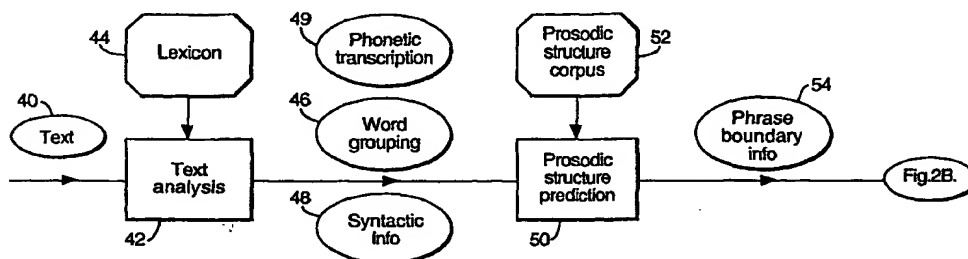 44
Lexicon
49
Phonetic
transcription
Prosodic
structure
corpus
52
40
Text
46
Word
grouping
54
Phrase
boundary
info
Text
analysis
42
48
Syntactic
info
Prosodic
structure
prediction
50
Fig.2B.